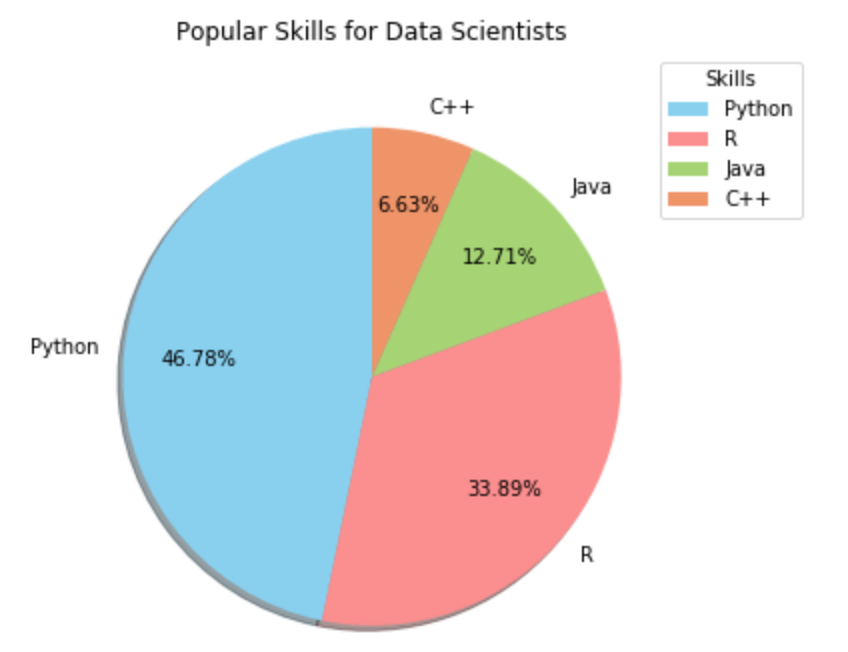 Popular Skills for Data Scientists
Skills
Python
R
Java
C++
C++
Java
6.63%
12.71%
Python
46.78%
33.89%
R